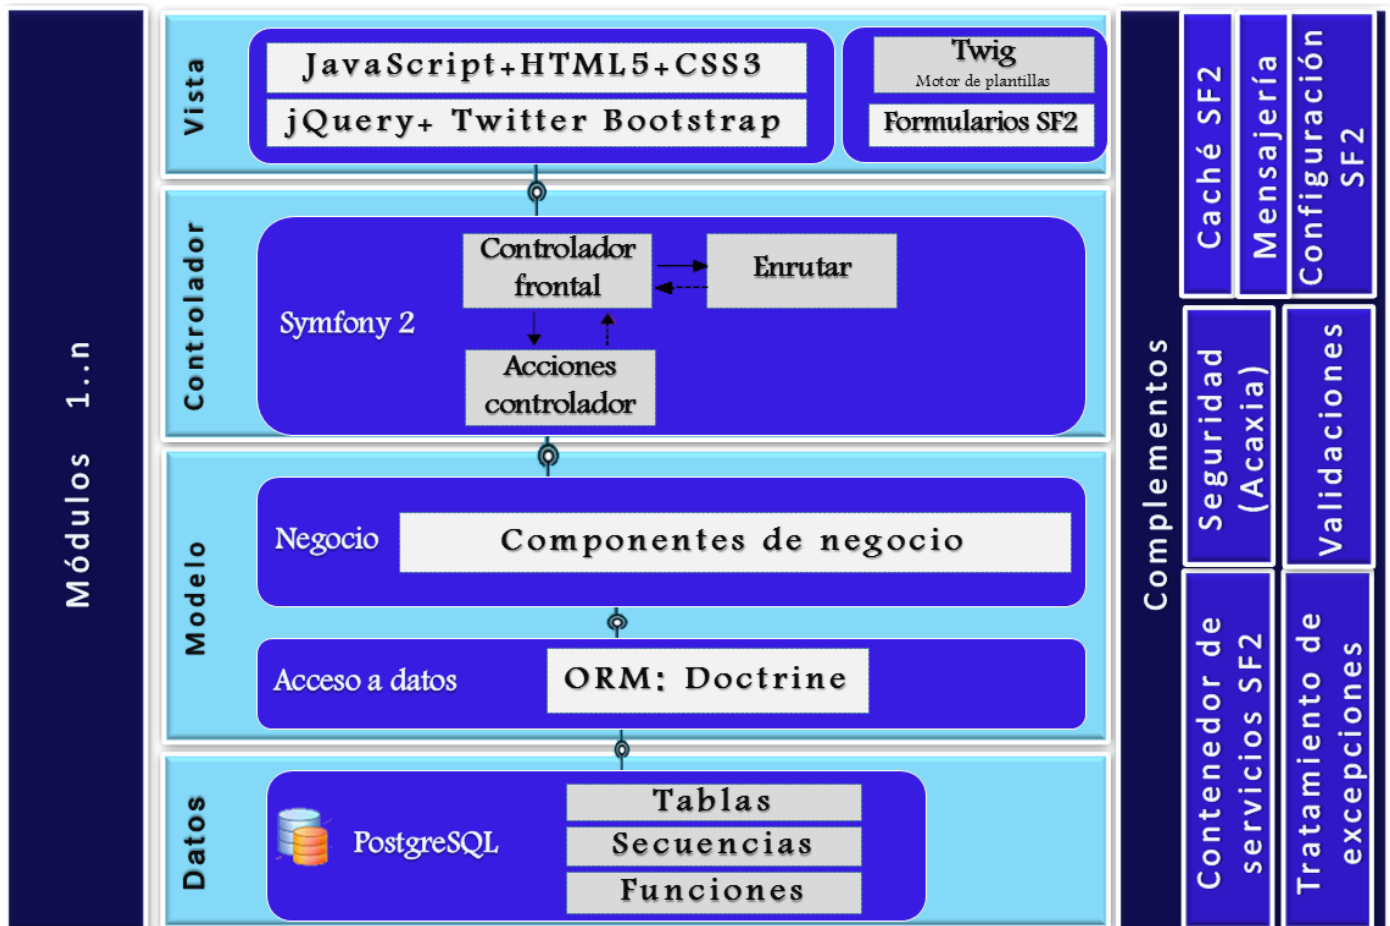 Módulos 1..n
Vista
JavaScript+HTML5+CSS3
jQuery+ Twitter Bootstrap
Twig
Motor de plantillas
Formularios SF2
Controlador
Symfony 2
Controlador
frontal
Enrutar
Acciones
controlador
Modelo
Negocio
Componentes de negocio
Acceso a datos
ORM: Doctrine
Datos
PostgreSQL
Tablas
Secuencias
Funciones
Complementos
Caché SF2
Mensajería
Configuración
SF2
Seguridad
(Acaxia)
Validaciones
Contenedor de
servicios SF2
Tratamiento de
excepciones